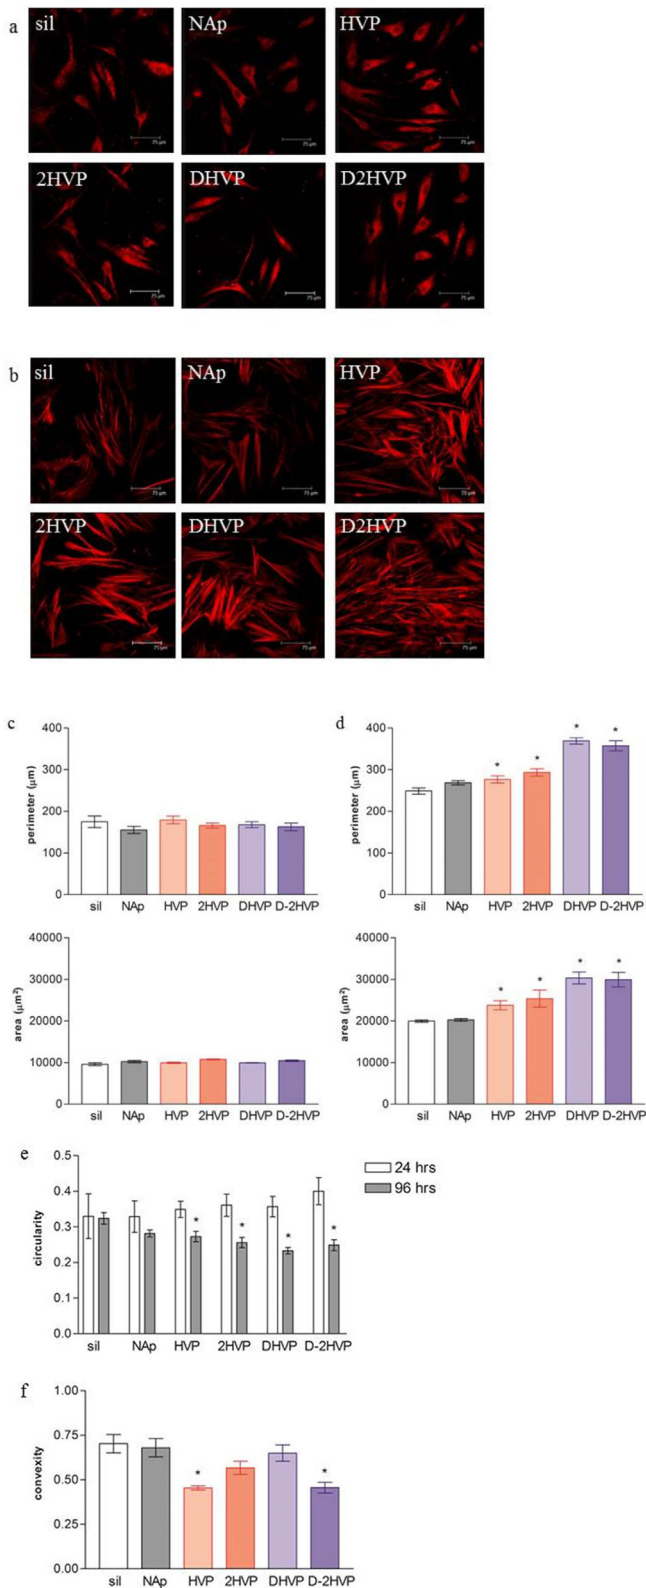 a
sil NAp HVP
75 µm 75 µm 75 µm
2HVP DHVP D2HVP
75 µm 75 µm 75 µm
b
sil NAp HVP
75 µm 75 µm 75 µm
2HVP DHVP D2HVP
75 µm 75 µm 75 µm
c
400
300
200
100
0
perimeter (µm)
sil NAp HVP 2HVP DHVP D-2HVP
d
* * * *
400
300
200
100
0
perimeter (µm)
sil NAp HVP 2HVP DHVP D-2HVP
40000
30000
20000
10000
0
area (µm²)
sil NAp HVP 2HVP DHVP D-2HVP
* * * *
40000
30000
20000
10000
0
area (µm²)
sil NAp HVP 2HVP DHVP D-2HVP
e
0.5
0.4
0.3
0.2
0.1
0.0
circularity
* * * *
sil NAp HVP 2HVP DHVP D-2HVP
24 hrs
96 hrs
f
1.00
0.75
0.50
0.25
0.00
convexity
* *
sil NAp HVP 2HVP DHVP D-2HVP